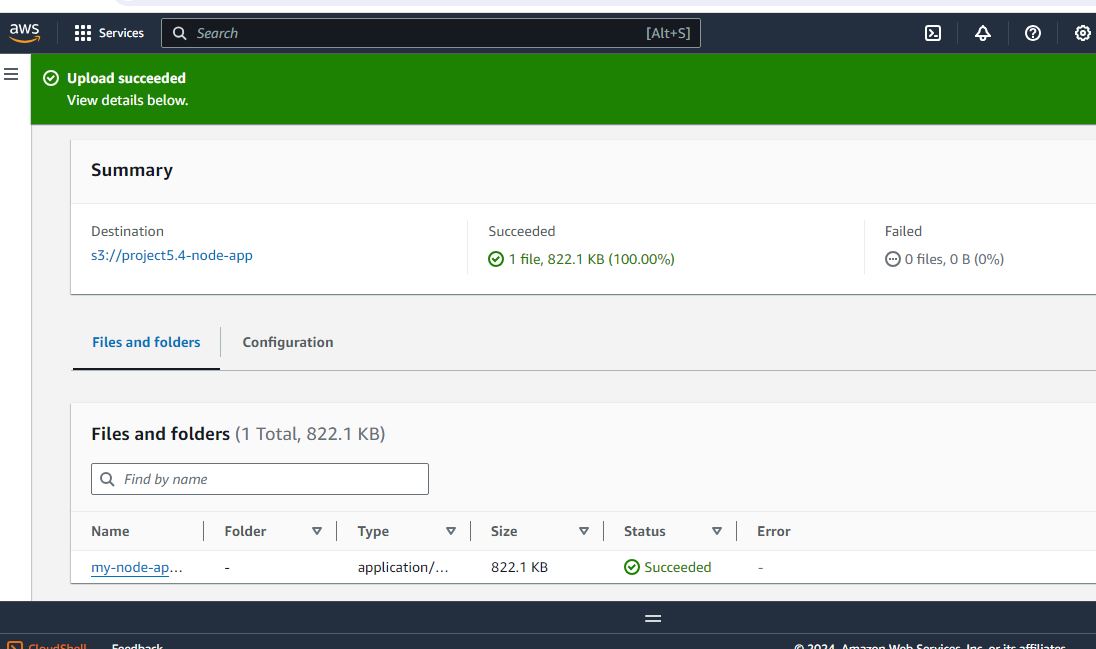 aws
Services
Search
[Alt+S]
Upload succeeded
View details below.
Summary
Destination
s3://project5.4-node-app
Succeeded
1 file, 822.1 KB (100.00%)
Failed
0 files, 0 B (0%)
Files and folders
Configuration
Files and folders (1 Total, 822.1 KB)
Find by name
Name Folder Type Size Status Error
my-node-ap... - application/... 822.1 KB Succeeded -
CloudShell Feedback © 2024, Amazon Web Services, Inc. or its affiliates.